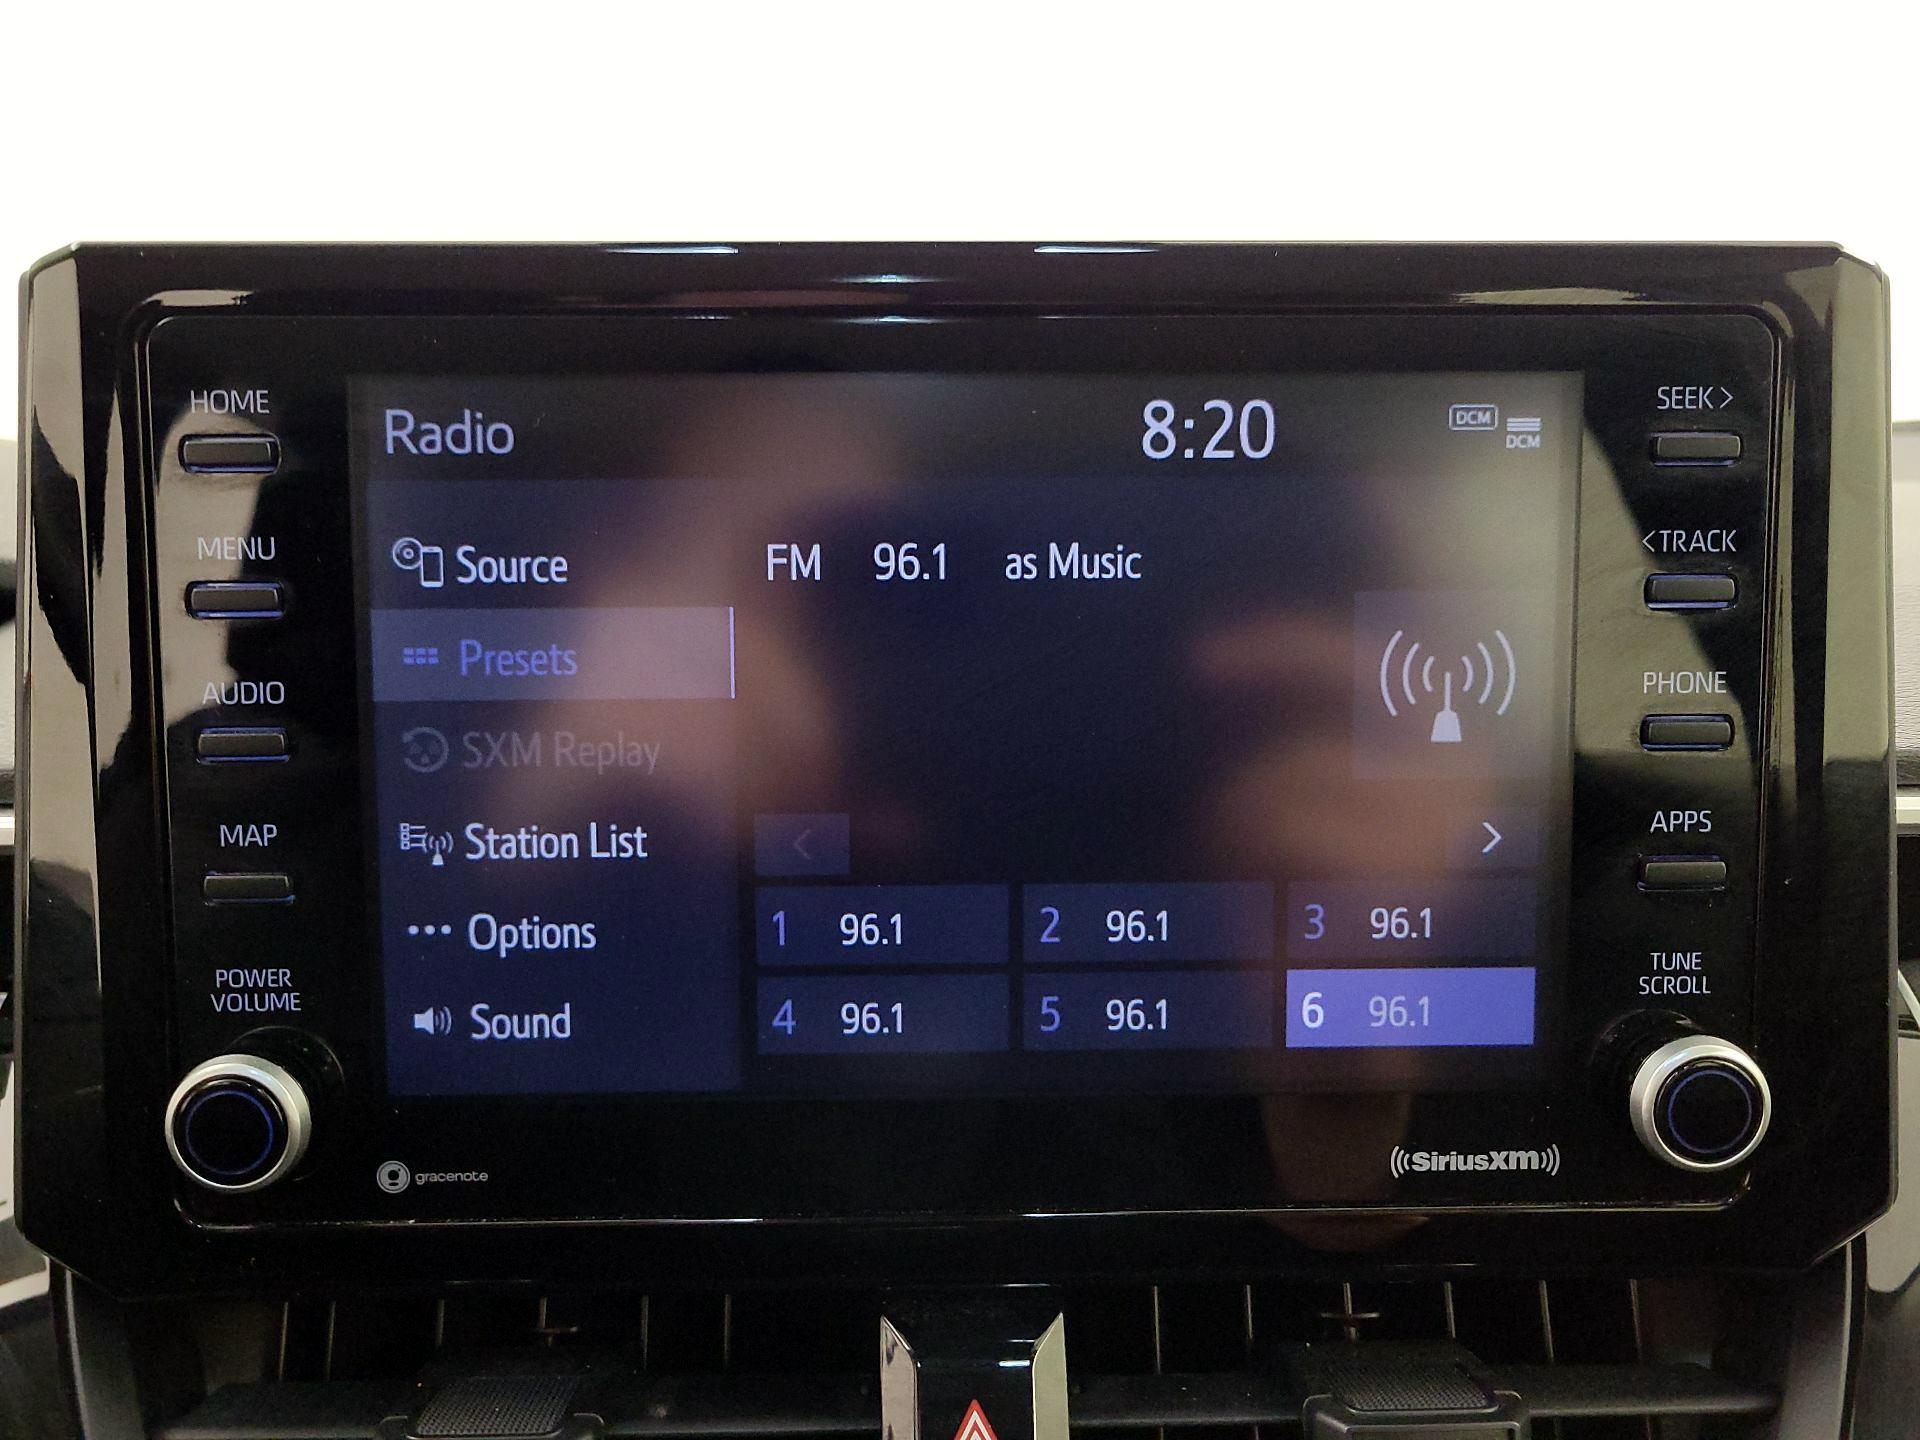 HOME
MENU
AUDIO
MAP
POWER
VOLUME
Radio
8:20
DCM
DCM
Source
Presets
SXM Replay
Station List
Options
Sound
FM 96.1 as Music
<
>
1 96.1
2 96.1
3 96.1
4 96.1
5 96.1
6 96.1
SEEK >
< TRACK
PHONE
APPS
TUNE
SCROLL
gracenote
SiriusXM